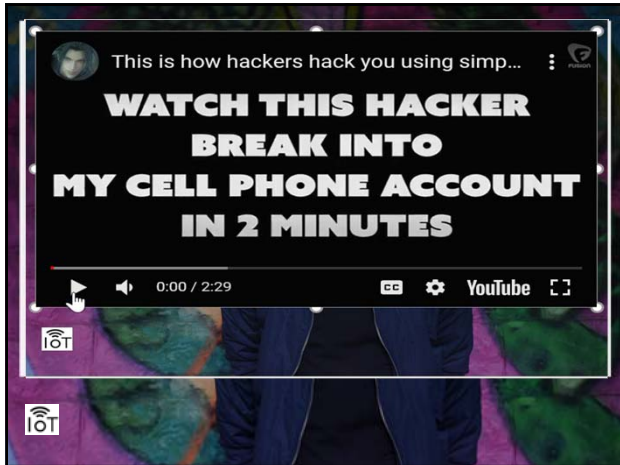 This is how hackers hack you using simp...
FUSION
WATCH THIS HACKER
BREAK INTO
MY CELL PHONE ACCOUNT
IN 2 MINUTES
0:00 / 2:29
CC
YouTube
IoT
IoT